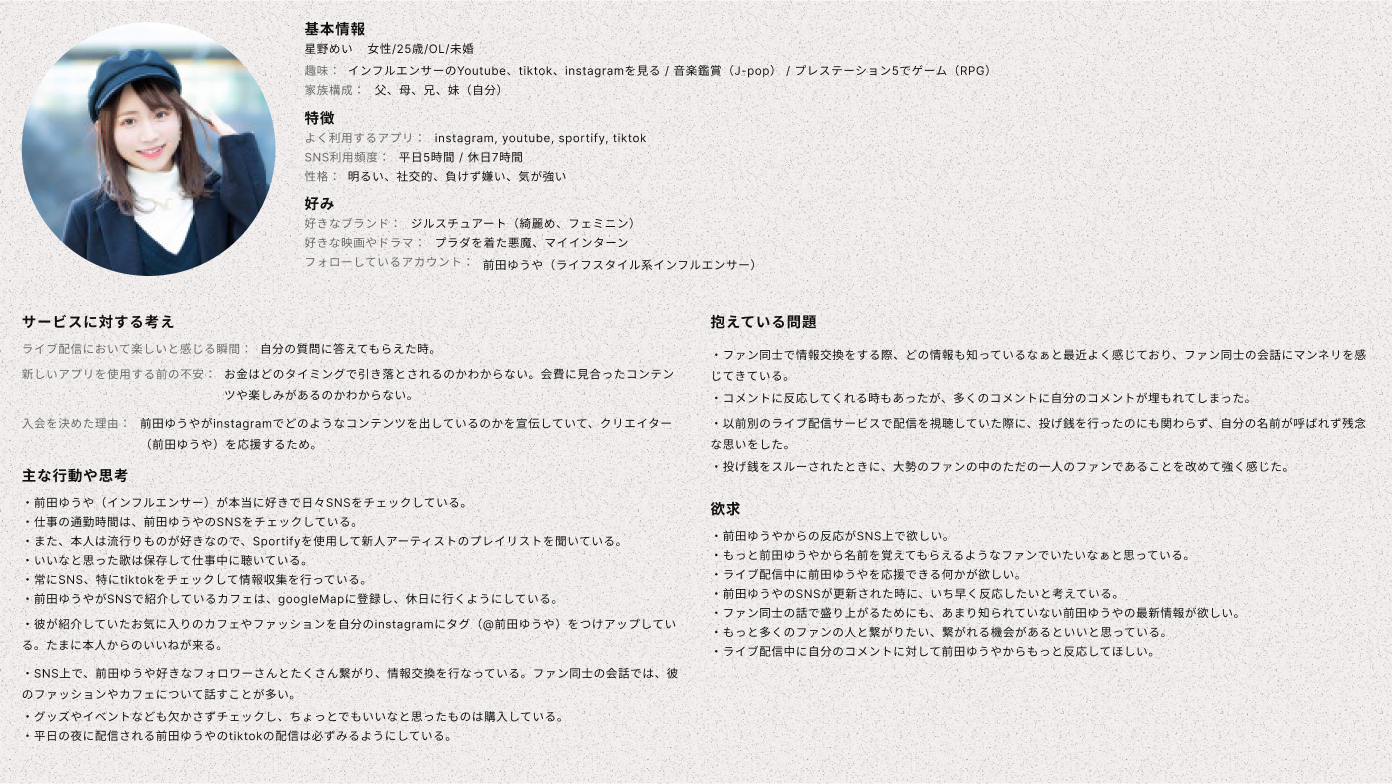 基本情報
星野めい　女性/25歳/OL/未婚
趣味： インフルエンサーのYoutube、tiktok、instagramを見る / 音楽鑑賞（J-pop） / プレステーション5でゲーム（RPG）
家族構成： 父、母、兄、妹（自分）
特徴
よく利用するアプリ： instagram, youtube, sportify, tiktok
SNS利用頻度： 平日5時間 / 休日7時間
性格： 明るい、社交的、負けず嫌い、気が強い
好み
好きなブランド： ジルスチュアート（綺麗め、フェミニン）
好きな映画やドラマ： プラダを着た悪魔、マイインターン
フォローしているアカウント： 前田ゆうや（ライフスタイル系インフルエンサー）
サービスに対する考え
ライブ配信において楽しいと感じる瞬間： 自分の質問に答えてもらえた時。
新しいアプリを使用する前の不安： お金はどのタイミングで引き落とされるのかわからない。会費に見合ったコンテン
ツや楽しみがあるのかわからない。
入会を決めた理由： 前田ゆうやがinstagramでどのようなコンテンツを出しているのかを宣伝していて、クリエイター
（前田ゆうや）を応援するため。
主な行動や思考
・前田ゆうや（インフルエンサー）が本当に好きで日々SNSをチェックしている。
・仕事の通勤時間は、前田ゆうやのSNSをチェックしている。
・また、本人は流行りものが好きなので、Sportifyを使用して新人アーティストのプレイリストを聞いている。
・いいなと思った歌は保存して仕事中に聴いている。
・常にSNS、特にtiktokをチェックして情報収集を行っている。
・前田ゆうやがSNSで紹介しているカフェは、googleMapに登録し、休日に行くようにしている。
・彼が紹介していたお気に入りのカフェやファッションを自分のinstagramにタグ（@前田ゆうや）をつけアップしてい
る。たまに本人からのいいねが来る。
・SNS上で、前田ゆうや好きなフォロワーさんとたくさん繋がり、情報交換を行なっている。ファン同士の会話では、彼
のファッションやカフェについて話すことが多い。
・グッズやイベントなども欠かさずチェックし、ちょっとでもいいなと思ったものは購入している。
・平日の夜に配信される前田ゆうやのtiktokの配信は必ずみるようにしている。
抱えている問題
・ファン同士で情報交換をする際、どの情報も知っているなぁと最近よく感じており、ファン同士の会話にマンネリを感
じてきている。
・コメントに反応してくれる時もあったが、多くのコメントに自分のコメントが埋もれてしまった。
・以前別のライブ配信サービスで配信を視聴していた際に、投げ銭を行ったのにも関わらず、自分の名前が呼ばれず残念
な思いをした。
・投げ銭をスルーされたときに、大勢のファンの中のただの一人のファンであることを改めて強く感じた。
欲求
・前田ゆうやからの反応がSNS上で欲しい。
・もっと前田ゆうやから名前を覚えてもらえるようなファンでいたいなぁと思っている。
・ライブ配信中に前田ゆうやを応援できる何かが欲しい。
・前田ゆうやのSNSが更新された時に、いち早く反応したいと考えている。
・ファン同士の話で盛り上がるためにも、あまり知られていない前田ゆうやの最新情報が欲しい。
・もっと多くのファンの人と繋がりたい、繋がれる機会があるといいと思っている。
・ライブ配信中に自分のコメントに対して前田ゆうやからもっと反応してほしい。